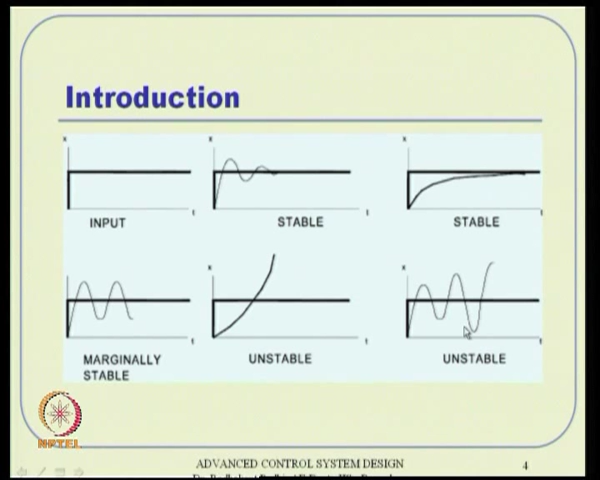 Introduction
x
x
x
t
t
t
INPUT
STABLE
STABLE
x
x
x
t
t
t
MARGINALLY
STABLE
UNSTABLE
UNSTABLE
NPTEL
ADVANCED CONTROL SYSTEM DESIGN
4